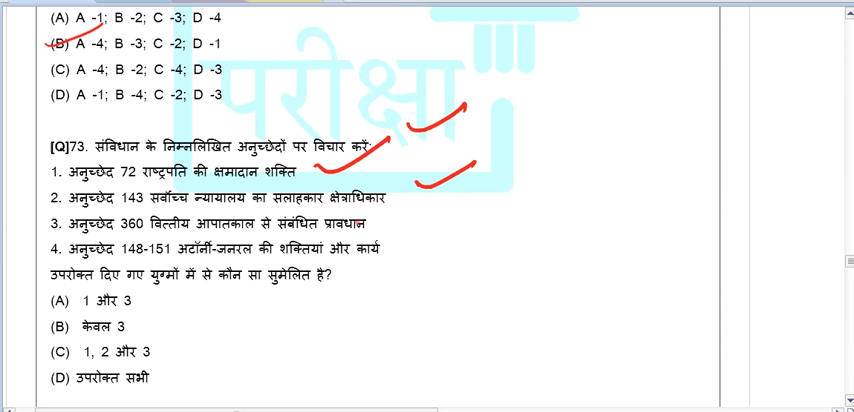 (A) A -1; B -2; C -3; D -4
(B) A -4; B -3; C -2; D -1
(C) A -4; B -2; C -4; D -3
(D) A -1; B -4; C -2; D -3
परीक्षा
[Q]73. संविधान के निम्नलिखित अनुच्छेदों पर विचार करें:
1. अनुच्छेद 72 राष्ट्रपति की क्षमादान शक्ति
2. अनुच्छेद 143 सर्वोच्च न्यायालय का सलाहकार क्षेत्राधिकार
3. अनुच्छेद 360 वित्तीय आपातकाल से संबंधित प्रावधान
4. अनुच्छेद 148-151 अटॉर्नी-जनरल की शक्तियां और कार्य
उपरोक्त दिए गए युग्मों में से कौन सा सुमेलित है?
(A) 1 और 3
(B) केवल 3
(C) 1, 2 और 3
(D) उपरोक्त सभी